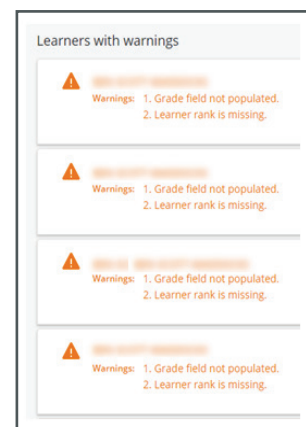 Learners with warnings
Warnings: 1. Grade field not populated.
2. Learner rank is missing.
Warnings: 1. Grade field not populated.
2. Learner rank is missing.
Warnings: 1. Grade field not populated.
2. Learner rank is missing.
Warnings: 1. Grade field not populated.
2. Learner rank is missing.